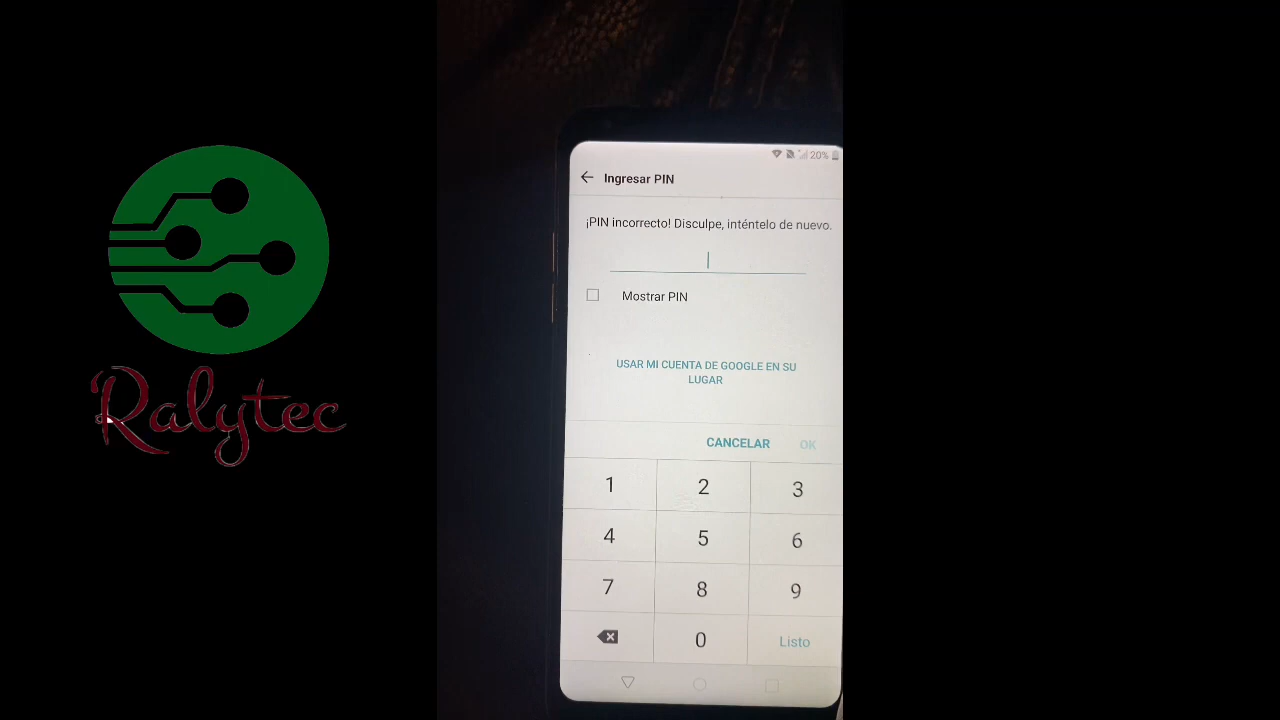 Ralytec
20%
Ingresar PIN
¡PIN incorrecto! Disculpe, inténtelo de nuevo.
Mostrar PIN
USAR MI CUENTA DE GOOGLE EN SU
LUGAR
CANCELAR OK
1 2 3
4 5 6
7 8 9
0 Listo